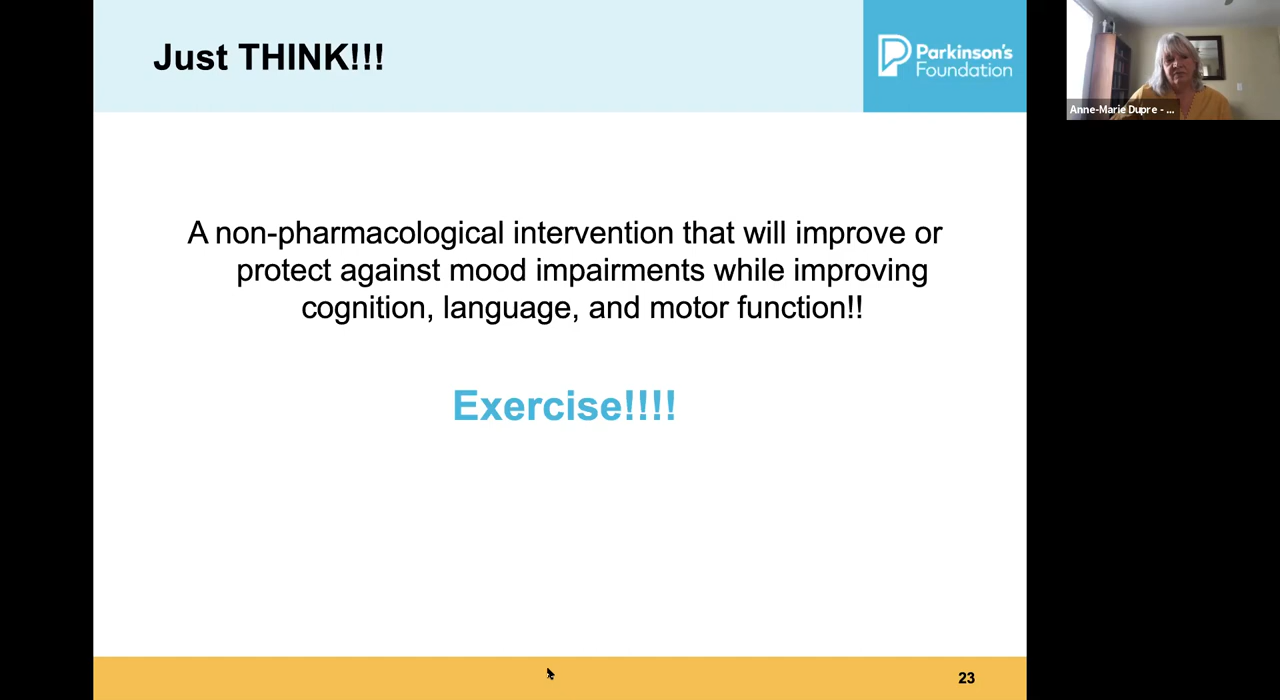 Just THINK!!!
Parkinson's
Foundation
Anne-Marie Dupre - ...
A non-pharmacological intervention that will improve or
protect against mood impairments while improving
cognition, language, and motor function!!
Exercise!!!!
23